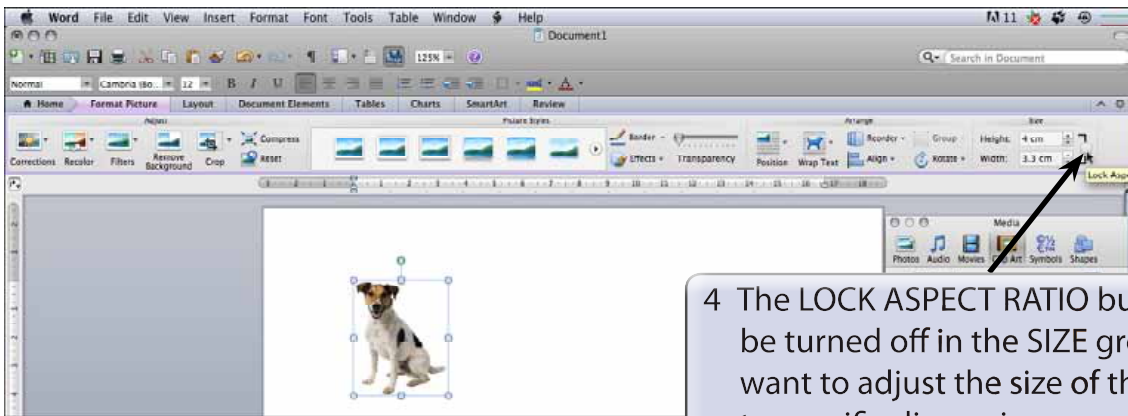 Word File Edit View Insert Format Font Tools Table Window Help 11
Document1
125% Search in Document
Normal Cambria (Bo... 12 B I U A
Home Format Picture Layout Document Elements Tables Charts SmartArt Review
Adjust Picture Styles Arrange Size
Compress Border Reorder Group Height: 4 cm
Corrections Recolor Filters Remove Background Crop Reset Effects Transparency Position Wrap Text Align Rotate Width: 3.3 cm
Lock Aspe
Media
Photos Audio Movies Clip Art Symbols Shapes
4 The LOCK ASPECT RATIO bu
be turned off in the SIZE gr
want to adjust the size of th